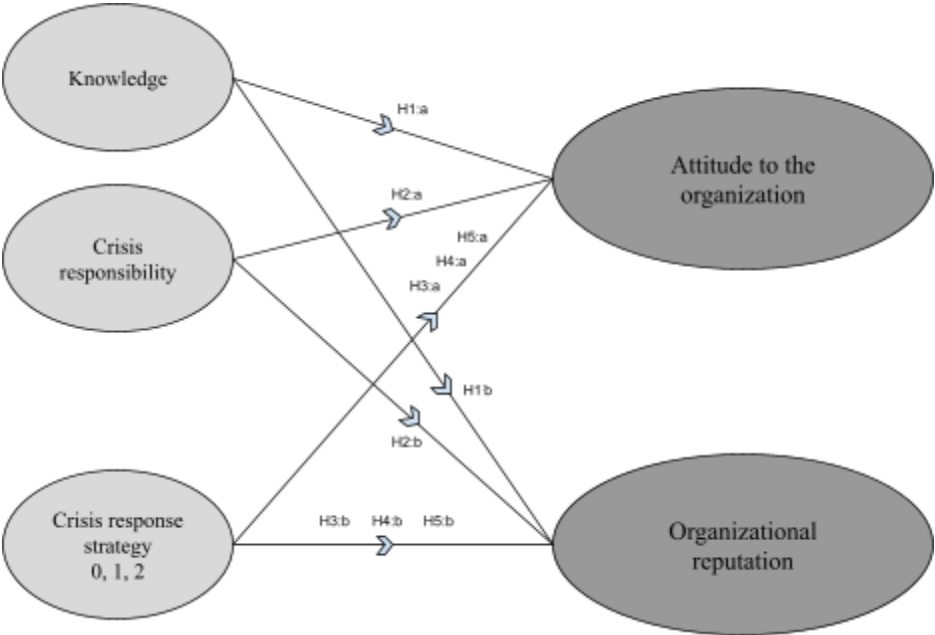 Knowledge
H1:a
Attitude to the
organization
H2:a
Crisis
responsibility
H5:a
H4:a
H3:a
H1:b
H2:b
Crisis response
strategy
0, 1, 2
H3:b H4:b H5:b
Organizational
reputation